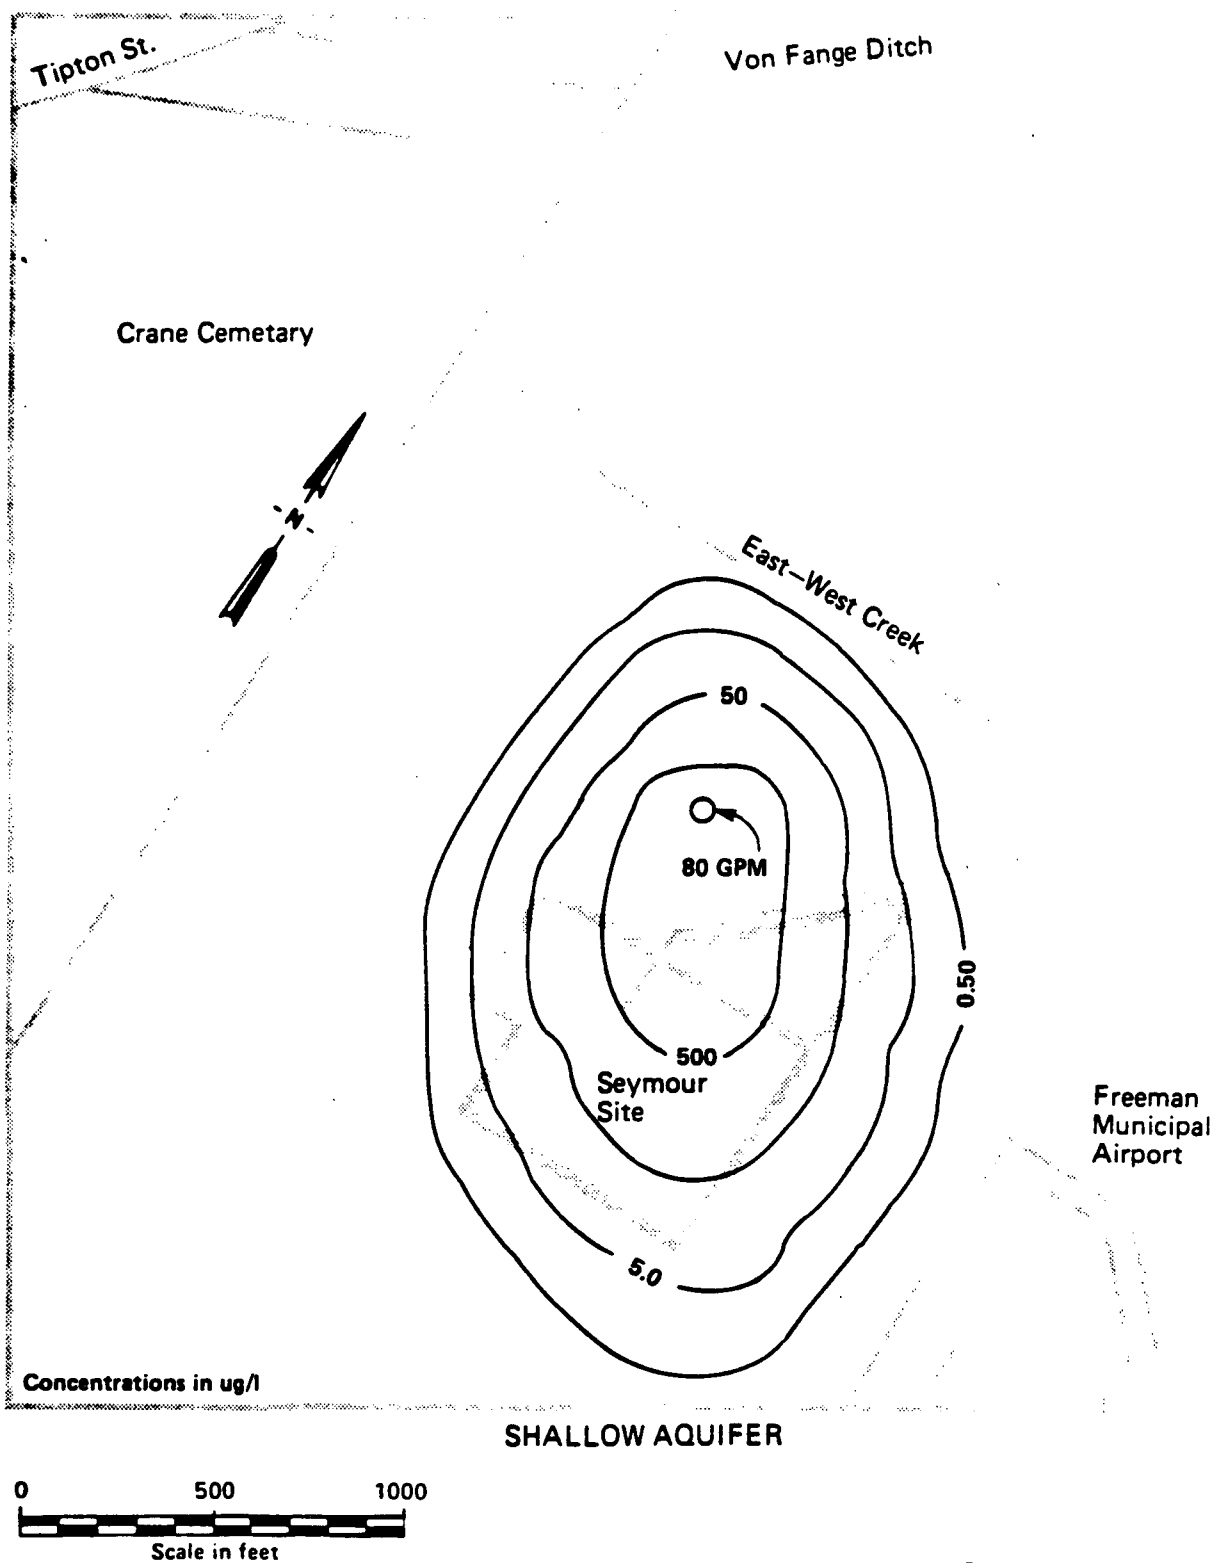 Tipton St.
Von Fange Ditch
Crane Cemetary
N
East–West Creek
50
80 GPM
0.50
500
Seymour
Site
Freeman
Municipal
Airport
5.0
Concentrations in ug/l
SHALLOW AQUIFER
0 500 1000
Scale in feet